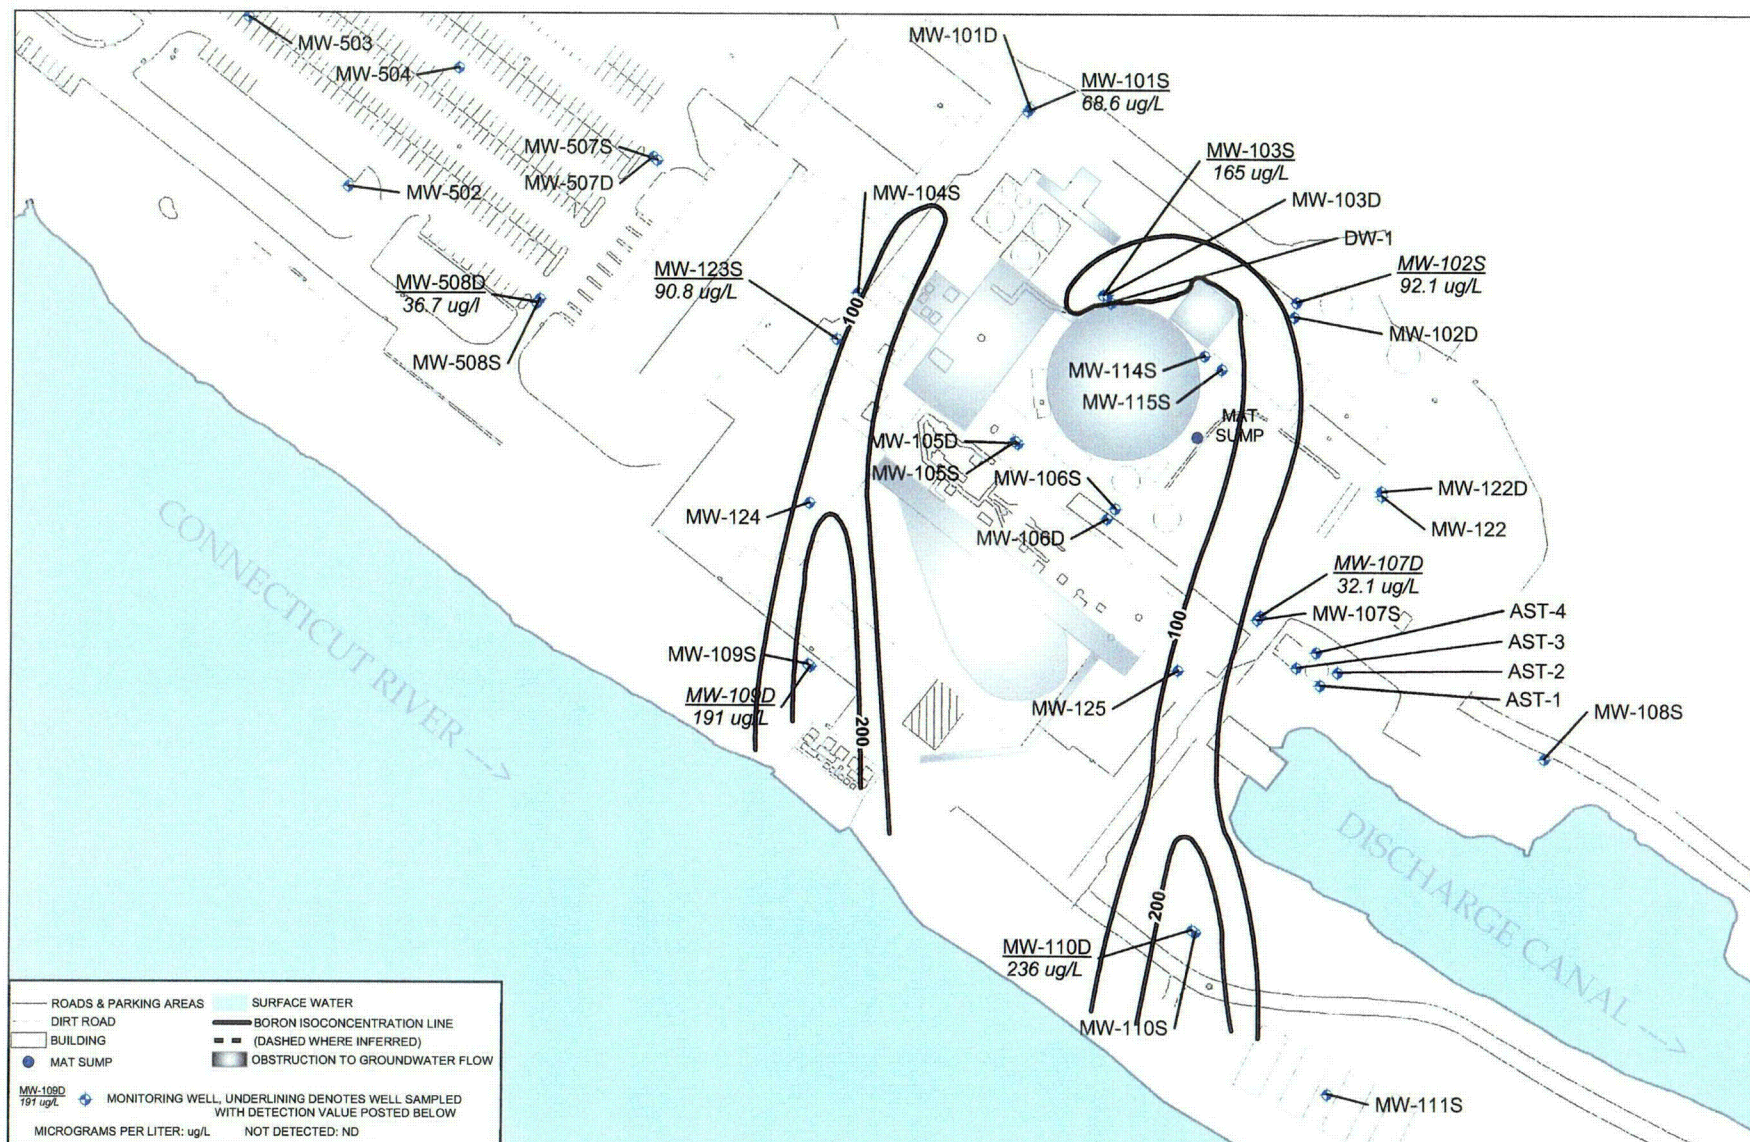 MW-503
MW-504
MW-101D
MW-101S
68.6 ug/L
MW-507S
MW-507D
MW-502
MW-103S
165 ug/L
MW-104S
MW-103D
DW-1
MW-123S
90.8 ug/L
MW-508D
36.7 ug/l
MW-102S
92.1 ug/L
100
MW-102D
MW-508S
MW-114S
MW-115S
MAT
SUMP
MW-105D
MW-105S
MW-106S
MW-122D
MW-124
MW-122
MW-106D
CONNECTICUT RIVER --->
MW-107D
32.1 ug/L
MW-107S
100
AST-4
AST-3
AST-2
AST-1
MW-109S
MW-109D
191 ug/L
MW-125
MW-108S
200
DISCHARGE CANAL --->
200
MW-110D
236 ug/L
MW-110S
MW-111S
ROADS & PARKING AREAS
SURFACE WATER
DIRT ROAD
BORON ISOCONCENTRATION LINE
BUILDING
(DASHED WHERE INFERRED)
MAT SUMP
OBSTRUCTION TO GROUNDWATER FLOW
MW-109D
191 ug/L
MONITORING WELL, UNDERLINING DENOTES WELL SAMPLED
WITH DETECTION VALUE POSTED BELOW
MICROGRAMS PER LITER: ug/L NOT DETECTED: ND